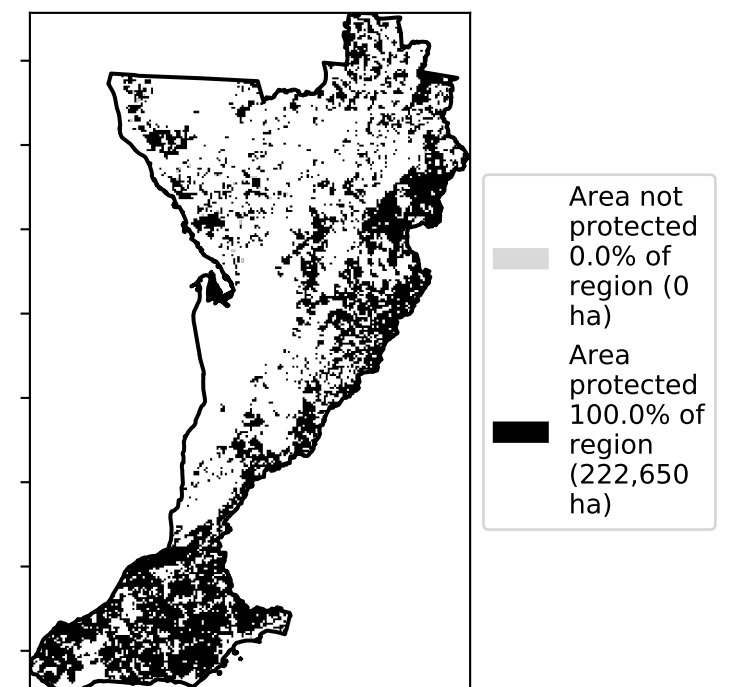 Area not
protected
0.0% of
region (0
ha)
Area
protected
100.0% of
region
(222,650
ha)